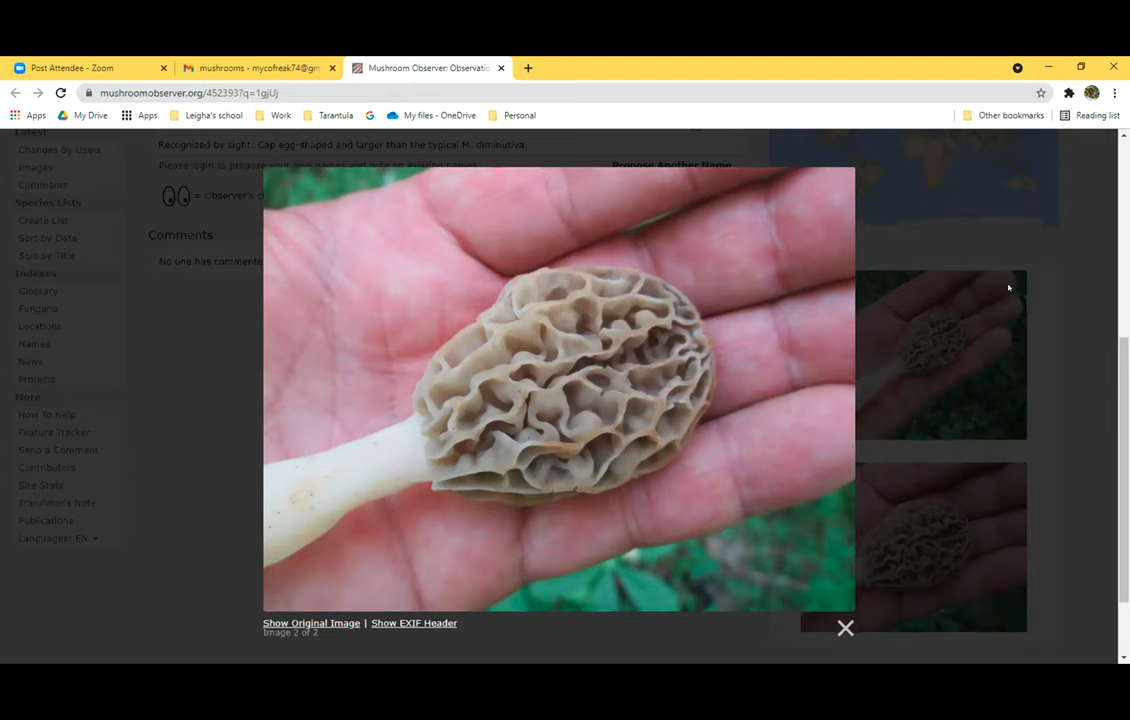 Post Attendee - Zoom
mushrooms - mycofreak74@gm
Mushroom Observer: Observatio
mushroomobserver.org/452393?q=1gjUj
Apps
My Drive
Apps
Leigha's school
Work
Tarantula
My files - OneDrive
Personal
Other bookmarks
Reading list
Latest
Changes by Users
Images
Comments
Species Lists
Create List
Sort by Date
Sort by Title
Indexes
Glossary
Fungaris
Locations
Names
News
Projects
More
How To Help
Feature Tracker
Send a Comment
Contributors
Site Stats
Translator's Note
Publications
Languages: EN
Recognized by sight: Cap egg-shaped and larger than the typical M. diminutiva.
Please login to propose your own names and vote on existing names.
Propose Another Name
= Observer's c
Comments
No one has commente
Show Original Image | Show EXIF Header
Image 2 of 2